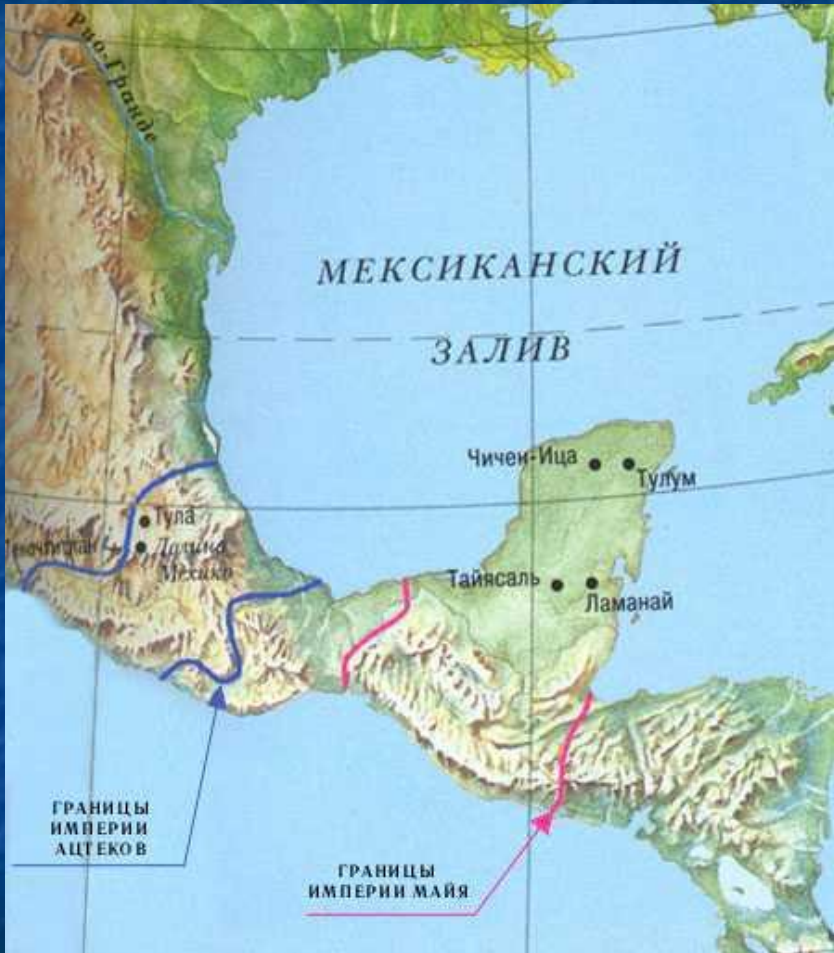 Рио-Гранде
МЕКСИКАНСКИЙ
ЗАЛИВ
Чичен-Ица
Тулум
Тула
Долина
Мехико
Тайясаль
Ламанай
ГРАНИЦЫ
ИМПЕРИИ
АЦТЕКОВ
ГРАНИЦЫ
ИМПЕРИИ МАЙЯ